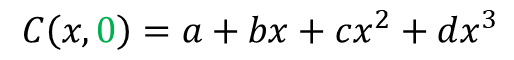 C(x, 0) = a + bx + cx² + dx³